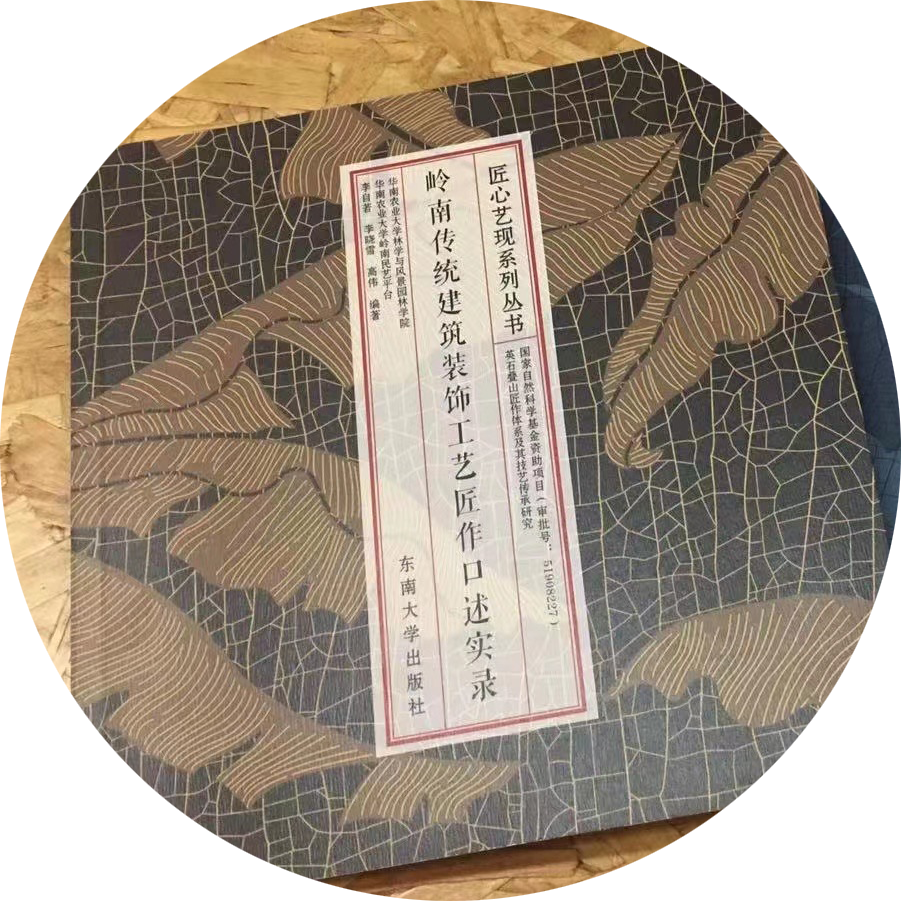 匠心艺现系列丛书
国家自然科学基金资助项目(审批号:51908227)
英石叠山匠作体系及其技艺传承研究
岭南传统建筑装饰工艺匠作口述实录
华南农业大学林学与风景园林学院
华南农业大学岭南民艺平台
李自若 李晓雪 高伟 编著
东南大学出版社